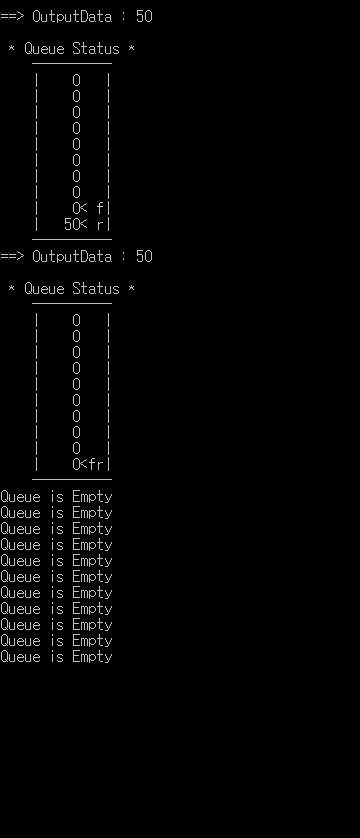 ==> OutputData : 50
* Queue Status *
| 0 |
| 0 |
| 0 |
| 0 |
| 0 |
| 0 |
| 0 |
| 0 |
| 0< f|
| 50< r|
==> OutputData : 50
* Queue Status *
| 0 |
| 0 |
| 0 |
| 0 |
| 0 |
| 0 |
| 0 |
| 0 |
| 0 |
| 0<fr|
Queue is Empty
Queue is Empty
Queue is Empty
Queue is Empty
Queue is Empty
Queue is Empty
Queue is Empty
Queue is Empty
Queue is Empty
Queue is Empty
Queue is Empty